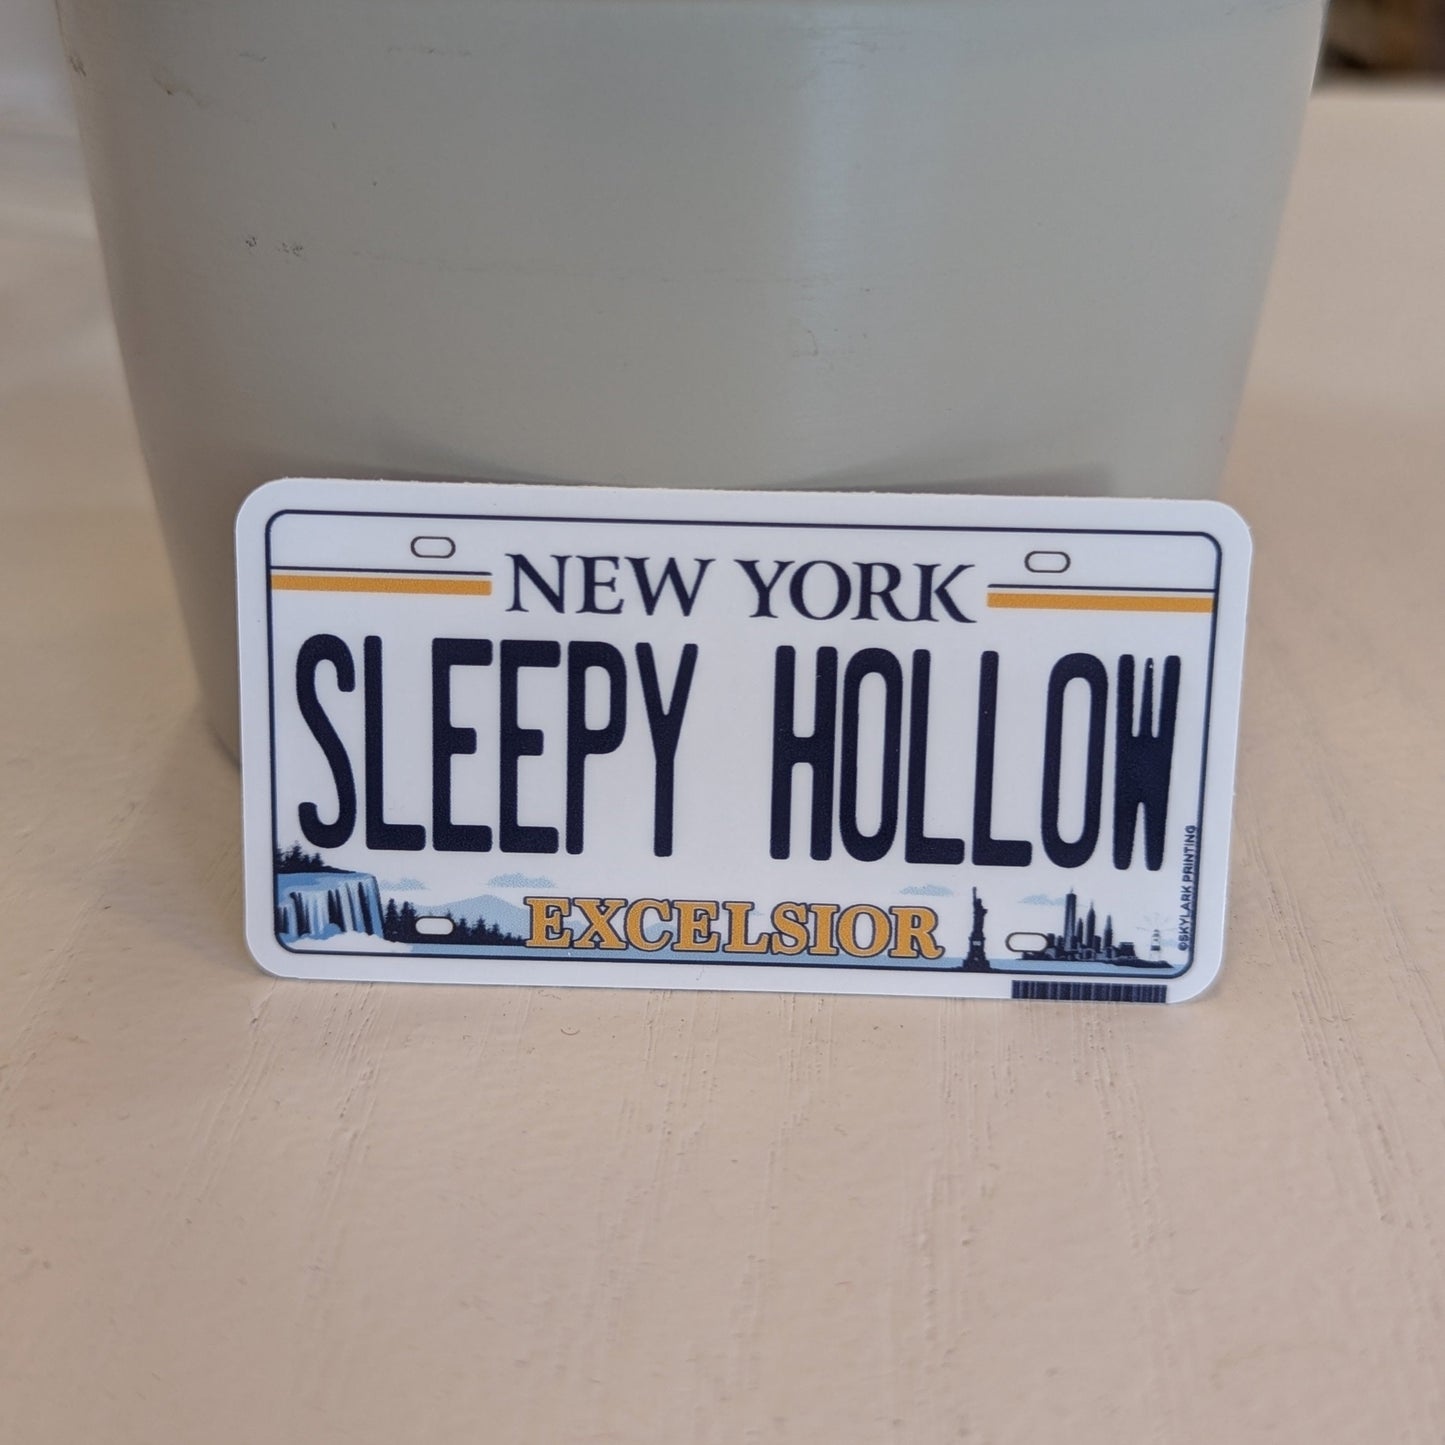 NEW YORK
SLEEPY HOLLOW
EXCELSIOR
©SKYLARK PRINTING